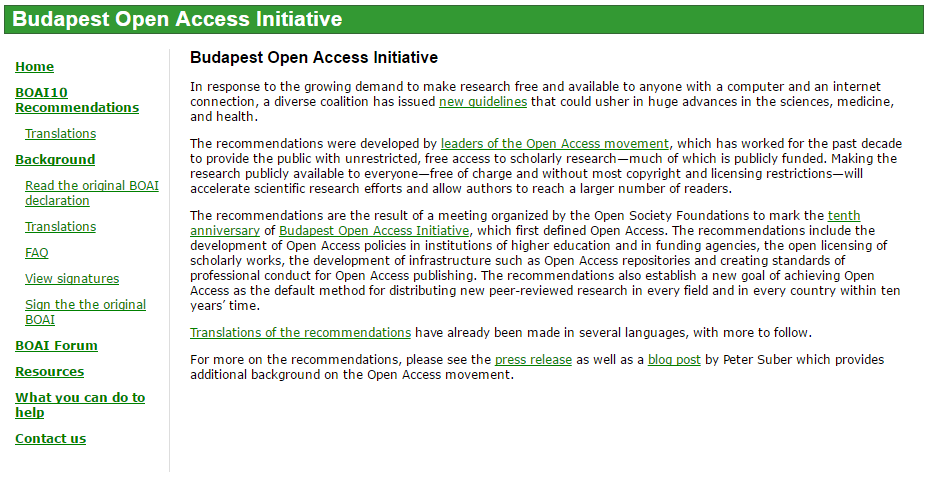 Budapest Open Access Initiative
Home
BOAI10
Recommendations
Translations
Background
Read the original BOAI
declaration
Translations
FAQ
View signatures
Sign the the original
BOAI
BOAI Forum
Resources
What you can do to
help
Contact us
Budapest Open Access Initiative
In response to the growing demand to make research free and available to anyone with a computer and an internet
connection, a diverse coalition has issued new guidelines that could usher in huge advances in the sciences, medicine,
and health.
The recommendations were developed by leaders of the Open Access movement, which has worked for the past decade
to provide the public with unrestricted, free access to scholarly research—much of which is publicly funded. Making the
research publicly available to everyone—free of charge and without most copyright and licensing restrictions—will
accelerate scientific research efforts and allow authors to reach a larger number of readers.
The recommendations are the result of a meeting organized by the Open Society Foundations to mark the tenth
anniversary of Budapest Open Access Initiative, which first defined Open Access. The recommendations include the
development of Open Access policies in institutions of higher education and in funding agencies, the open licensing of
scholarly works, the development of infrastructure such as Open Access repositories and creating standards of
professional conduct for Open Access publishing. The recommendations also establish a new goal of achieving Open
Access as the default method for distributing new peer-reviewed research in every field and in every country within ten
years’ time.
Translations of the recommendations have already been made in several languages, with more to follow.
For more on the recommendations, please see the press release as well as a blog post by Peter Suber which provides
additional background on the Open Access movement.